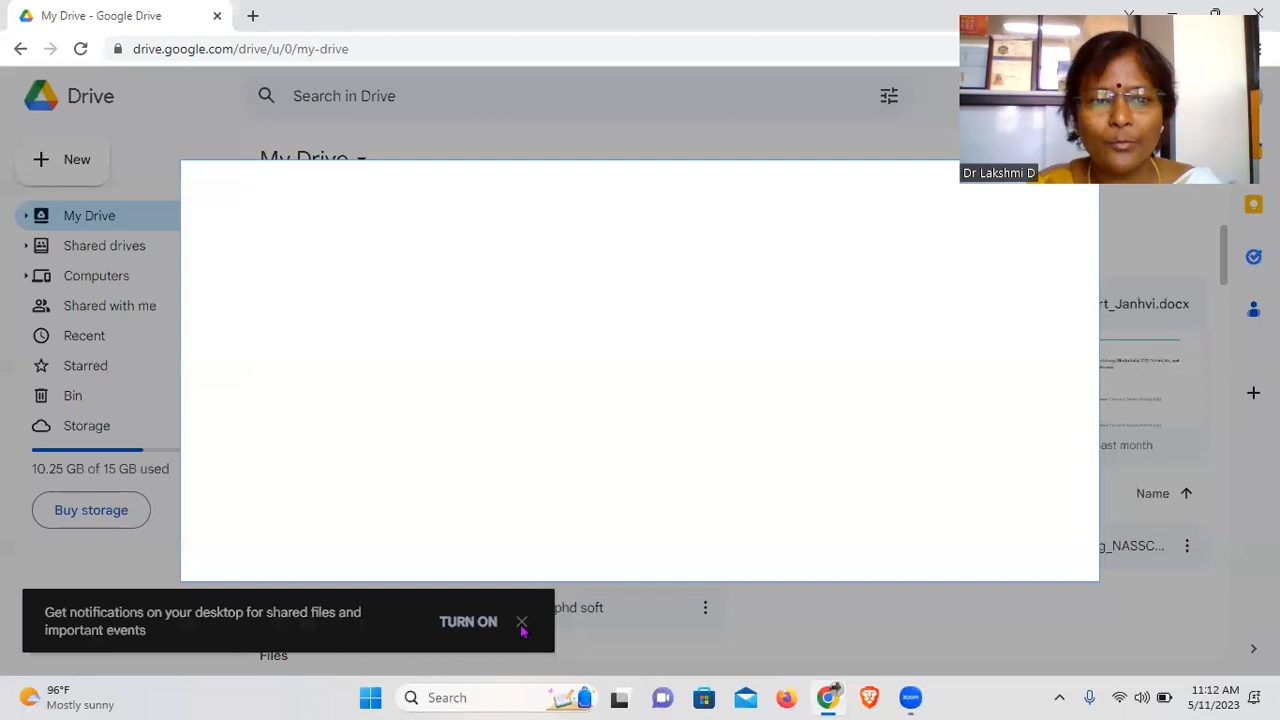 My Drive - Google Drive
drive.google.com/drive/u/0/my-drive
Drive
Search in Drive
New
My Drive
My Drive
Shared drives
Computers
Shared with me
Recent
Starred
Bin
Storage
10.25 GB of 15 GB used
Buy storage
Dr Lakshmi D
rt_Janhvi.docx
ast month
Name
g_NASSC...
Get notifications on your desktop for shared files and
important events
TURN ON
phd soft
Files
96°F
Mostly sunny
Search
11:12 AM
5/11/2023